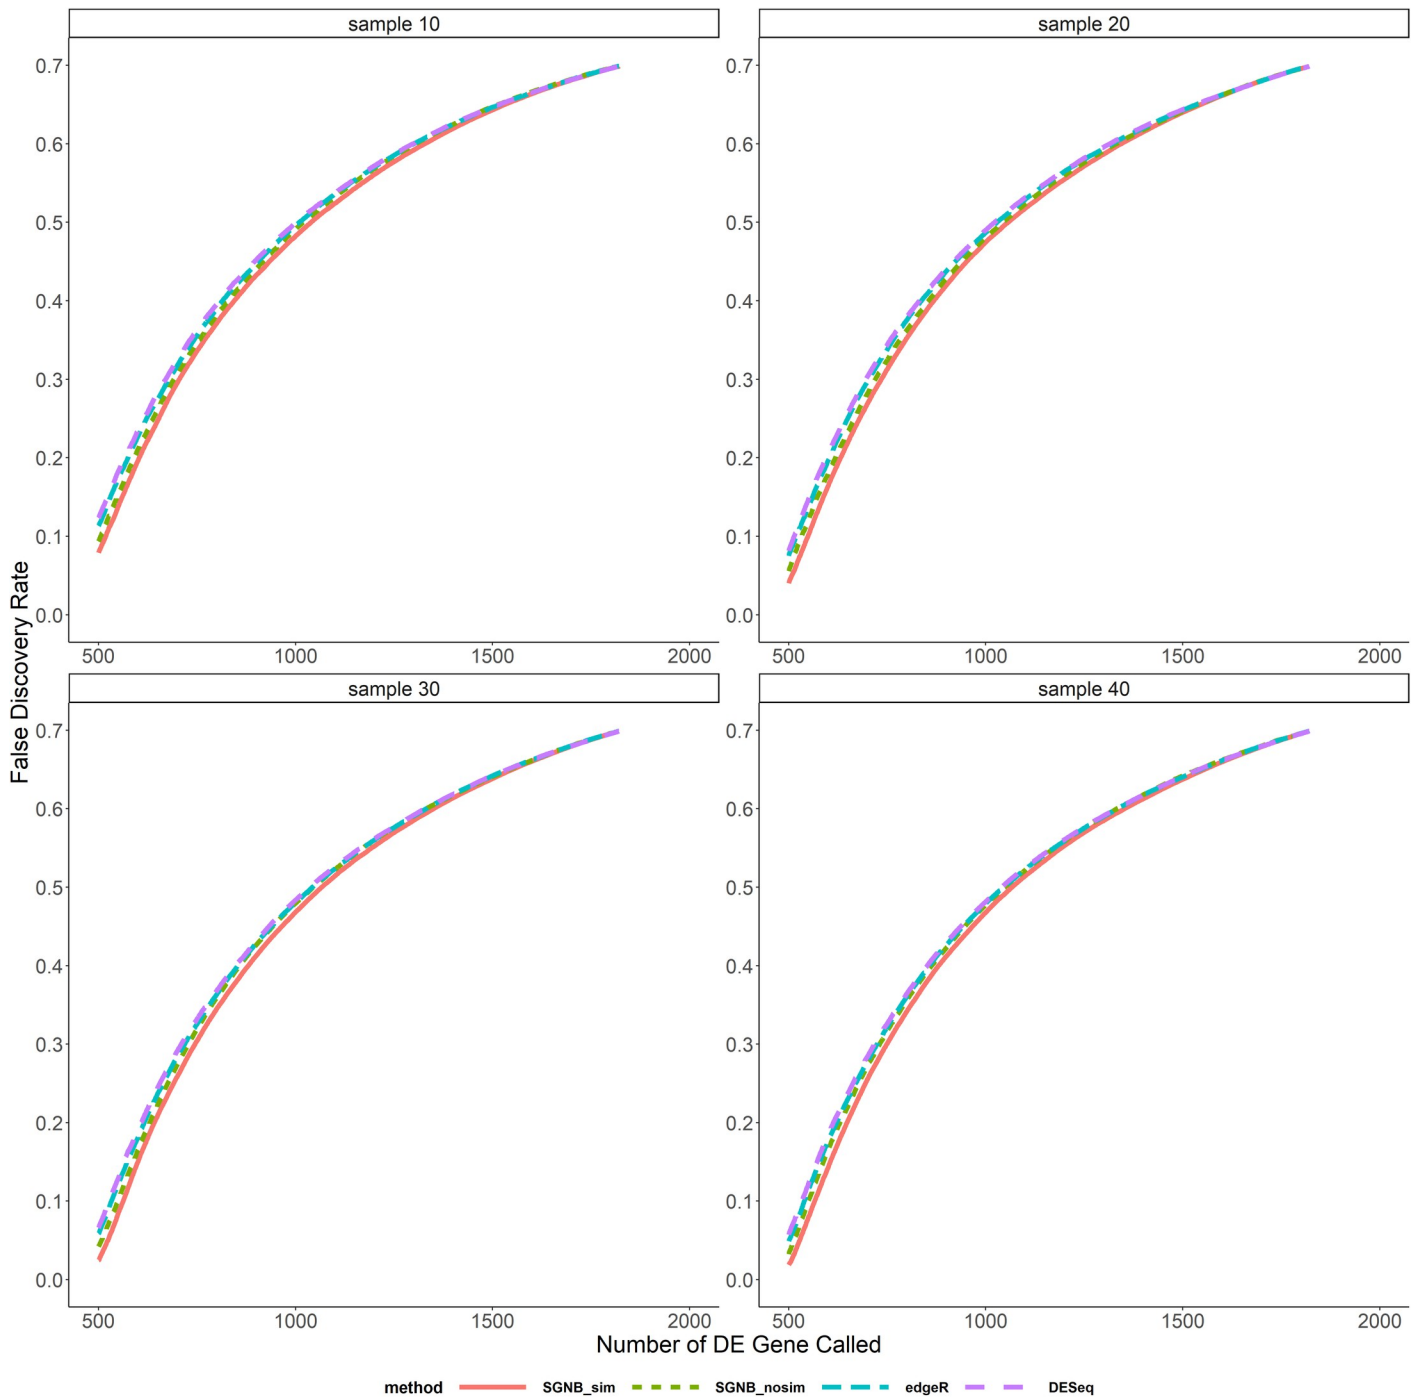 sample 10
sample 20
0.7
0.6
0.5
0.4
0.3
0.2
0.1
0.0
0.7
0.6
0.5
0.4
0.3
0.2
0.1
0.0
500 1000 1500 2000
500 1000 1500 2000
False Discovery Rate
sample 30
sample 40
0.7
0.6
0.5
0.4
0.3
0.2
0.1
0.0
0.7
0.6
0.5
0.4
0.3
0.2
0.1
0.0
500 1000 1500 2000
500 1000 1500 2000
Number of DE Gene Called
method SGNB_sim SGNB_nosim edgeR DESeq